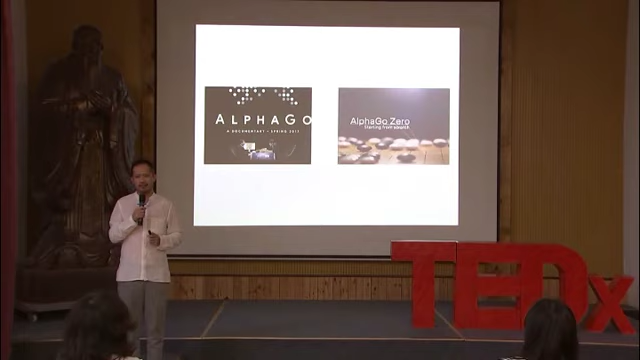 ALPHAGO
A DOCUMENTARY • SPRING 2017
AlphaGo Zero
Starting from scratch
TEDx